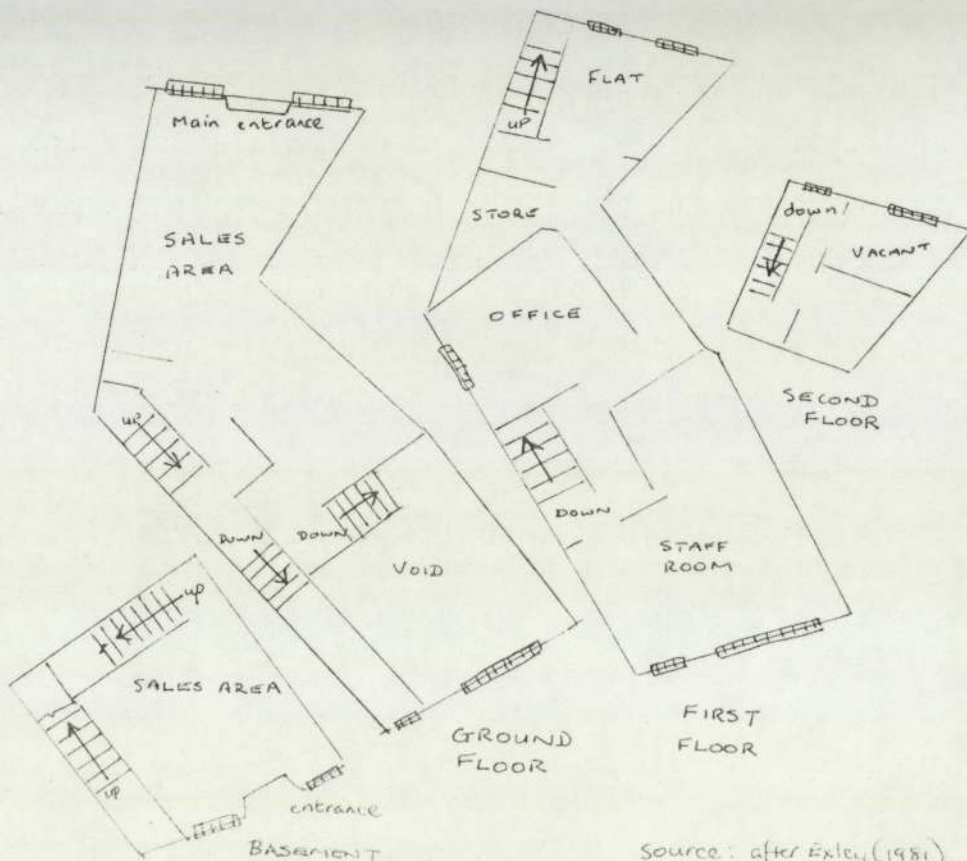 Main entrance
SALES
AREA
UP
DOWN
DOWN
VOID
GROUND
FLOOR
FLAT
UP
STORE
OFFICE
DOWN
STAFF
ROOM
FIRST
FLOOR
down
VACANT
SECOND
FLOOR
up
SALES AREA
up
entrance
BASEMENT
Source: after Exley (1981)